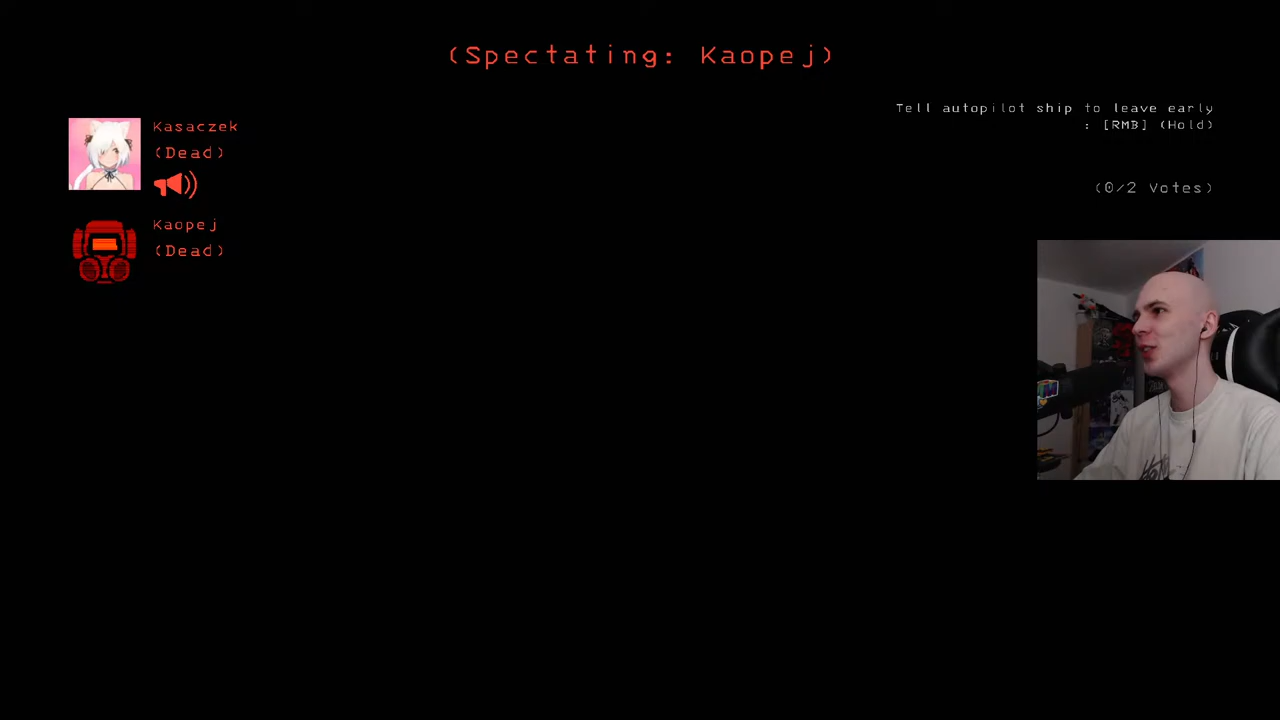 (Spectating: Kaopej)
Tell autopilot ship to leave early
: [RMB] (Hold)
(0/2 Votes)
Kasaczek
(Dead)
Kaopej
(Dead)